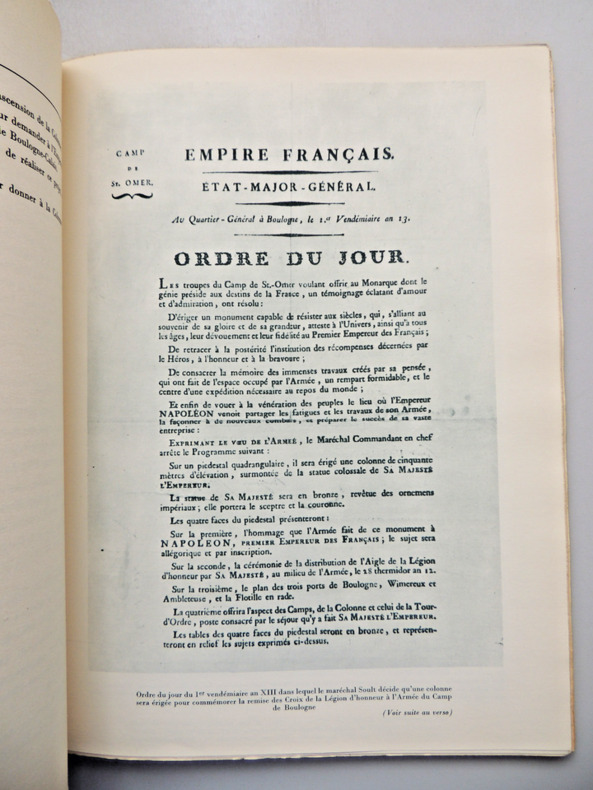 ascension de la
ur demander à
de Boulogne-
de réaliser ce
r donner à la
CAMP
DE
St. OMER.
EMPIRE FRANÇAIS.
ÉTAT-MAJOR-GÉNÉRAL.
Au Quartier-Général à Boulogne, le 1.er Vendémiaire an 13.
ORDRE DU JOUR.
LES troupes du Camp de St.-Omer voulant offrir au Monarque dont le
génie préside aux destins de la France, un témoignage éclatant d'amour
et d'admiration, ont résolu :
D'ériger un monument capable de résister aux siècles, qui, s'alliant au
souvenir de sa gloire et de sa grandeur, atteste à l'Univers, ainsi qu'à tous
les âges, leur dévouement et leur fidelité au Premier Empereur des Français ;
De retracer à la postérité l'institution des récompenses décernées par
le Héros, à l'honneur et à la bravoure ;
De consacrer la mémoire des immenses travaux créés par sa pensée,
qui ont fait de l'espace occupé par l'Armée, un rempart formidable, et le
centre d'une expédition nécessaire au repos du monde ;
Et enfin de vouer à la vénération des peuples le lieu où l'Empereur
NAPOLÉON venoit partager les fatigues et les travaux de son Armée,
la façonner à de nouveaux combats, et préparer le succès de sa vaste
entreprise :
EXPRIMANT LE VŒU DE L'ARMÉE, le Maréchal Commandant en chef
arrête le Programme suivant :
Sur un piedestal quadrangulaire, il sera érigé une colonne de cinquante
mètres d'élévation, surmontée de la statue colossale de SA MAJESTÉ
L'EMPEREUR.
La statue de SA MAJESTÉ sera en bronze, revêtue des ornemens
impériaux ; elle portera le sceptre et la couronne.
Les quatre faces du piedestal présenteront :
Sur la première, l'hommage que l'Armée fait de ce monument à
NAPOLEON, PREMIER EMPEREUR DES FRANÇAIS ; le sujet sera
allégorique et par inscription.
Sur la seconde, la cérémonie de la distribution de l'Aigle de la Légion
d'honneur par SA MAJESTÉ, au milieu de l'Armée, le 28 thermidor an 12.
Sur la troisième, le plan des trois ports de Boulogne, Wimereux et
Ambleteuse, et la Flotille en rade.
La quatrième offrira l'aspect des Camps, de la Colonne et celui de la Tour-
d'Ordre, poste consacré par le séjour qu'y a fait SA MAJESTÉ L'EMPEREUR.
Les tables des quatre faces du piedestal seront en bronze, et représen-
teront en relief les sujets exprimés ci-dessus.
Ordre du jour du 1er vendémiaire an XIII dans lequel le maréchal Soult décide qu'une colonne
sera érigée pour commémorer la remise des Croix de la Légion d'honneur à l'Armée du Camp
de Boulogne
(Voir suite au verso)